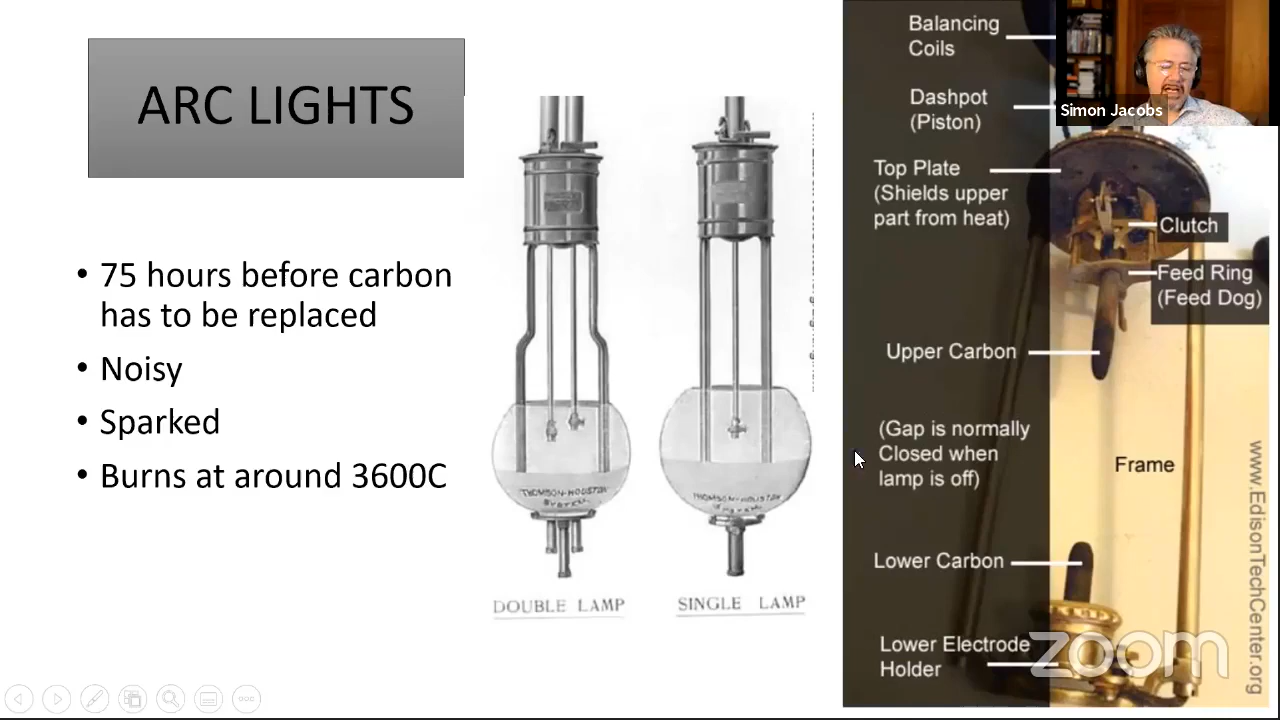 ARC LIGHTS
• 75 hours before carbon
has to be replaced
• Noisy
• Sparked
• Burns at around 3600C
THOMSON-HOUSTON
SYSTEM.
DOUBLE LAMP
THOMSON-HOUSTON
SYSTEM.
SINGLE LAMP
Balancing
Coils
Dashpot
(Piston)
Top Plate
(Shields upper
part from heat)
Clutch
Feed Ring
(Feed Dog)
Upper Carbon
(Gap is normally
Closed when
lamp is off)
Frame
Lower Carbon
Lower Electrode
Holder
www.EdisonTechCenter.org
Simon Jacobs
zoom